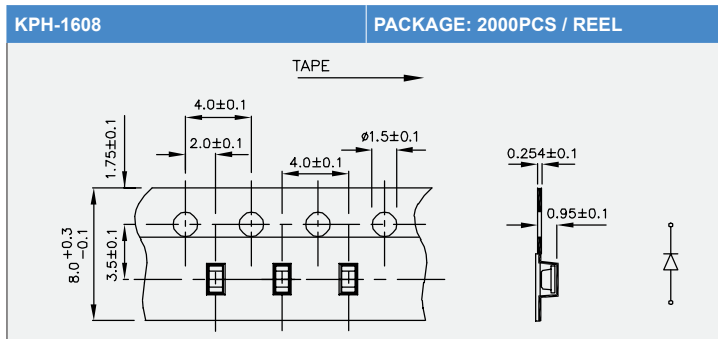 KPH-1608
PACKAGE: 2000PCS / REEL
TAPE
4.0±0.1
2.0±0.1
ø1.5±0.1
4.0±0.1
1.75±0.1
8.0 +0.3 -0.1
3.5±0.1
0.254±0.1
0.95±0.1